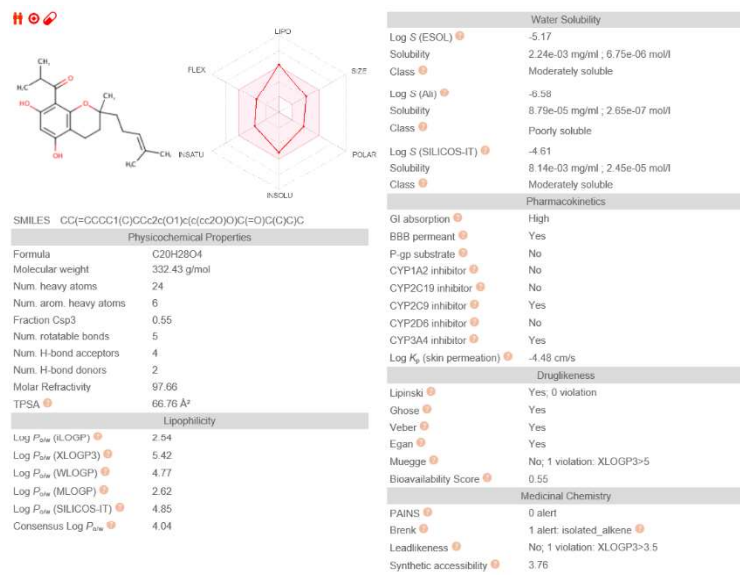 H₃C
CH₃
O
HO
O
CH₃
OH
H₃C
CH₃
LIPO
FLEX
SIZE
INSATU
POLAR
INSOLU
SMILES CC(=CCCC1(C)CCc2c(O1)c(c(cc2O)O)C(=O)C(C)C)C
Physicochemical Properties
Formula C20H28O4
Molecular weight 332.43 g/mol
Num. heavy atoms 24
Num. arom. heavy atoms 6
Fraction Csp3 0.55
Num. rotatable bonds 5
Num. H-bond acceptors 4
Num. H-bond donors 2
Molar Refractivity 97.66
TPSA ? 66.76 Å²
Lipophilicity
Log Pₒ/w (iLOGP) ? 2.54
Log Pₒ/w (XLOGP3) ? 5.42
Log Pₒ/w (WLOGP) ? 4.77
Log Pₒ/w (MLOGP) ? 2.62
Log Pₒ/w (SILICOS-IT) ? 4.85
Consensus Log Pₒ/w ? 4.04
Water Solubility
Log S (ESOL) ? -5.17
Solubility 2.24e-03 mg/ml ; 6.75e-06 mol/l
Class ? Moderately soluble
Log S (Ali) ? -6.58
Solubility 8.79e-05 mg/ml ; 2.65e-07 mol/l
Class ? Poorly soluble
Log S (SILICOS-IT) ? -4.61
Solubility 8.14e-03 mg/ml ; 2.45e-05 mol/l
Class ? Moderately soluble
Pharmacokinetics
GI absorption ? High
BBB permeant ? Yes
P-gp substrate ? No
CYP1A2 inhibitor ? No
CYP2C19 inhibitor ? No
CYP2C9 inhibitor ? Yes
CYP2D6 inhibitor ? No
CYP3A4 inhibitor ? Yes
Log Kₚ (skin permeation) ? -4.48 cm/s
Druglikeness
Lipinski ? Yes; 0 violation
Ghose ? Yes
Veber ? Yes
Egan ? Yes
Muegge ? No; 1 violation: XLOGP3>5
Bioavailability Score ? 0.55
Medicinal Chemistry
PAINS ? 0 alert
Brenk ? 1 alert: isolated_alkene ?
Leadlikeness ? No; 1 violation: XLOGP3>3.5
Synthetic accessibility ? 3.76